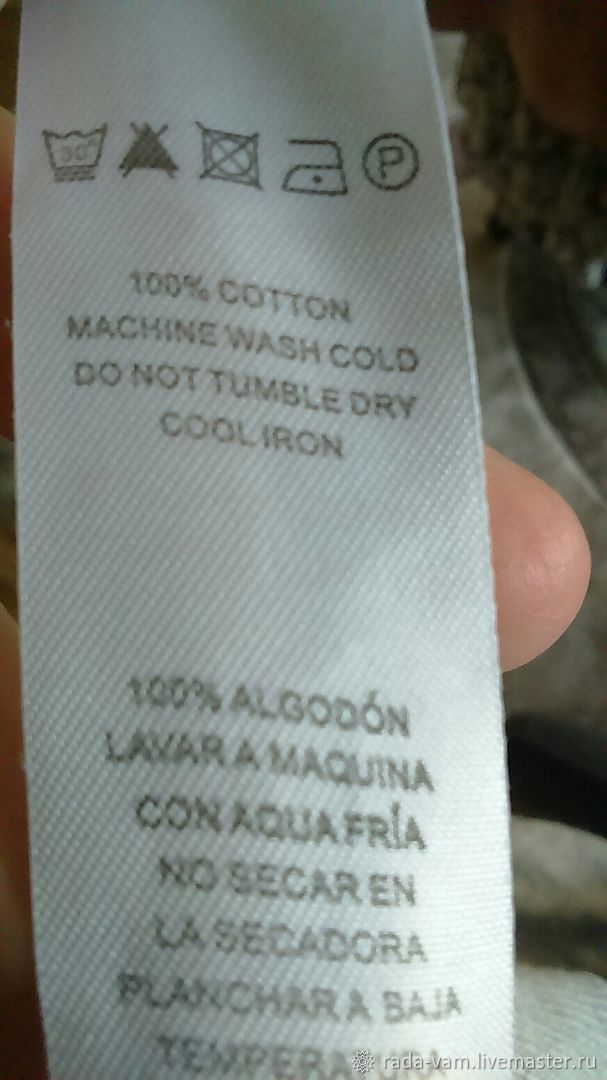 30°
P
100% COTTON
MACHINE WASH COLD
DO NOT TUMBLE DRY
COOL IRON
100% ALGODÓN
LAVAR A MAQUINA
CON AQUA FRÍA
NO SECAR EN
LA SECADORA
PLANCHAR A BAJA
TEMPERATURA
rada-vam.livemaster.ru